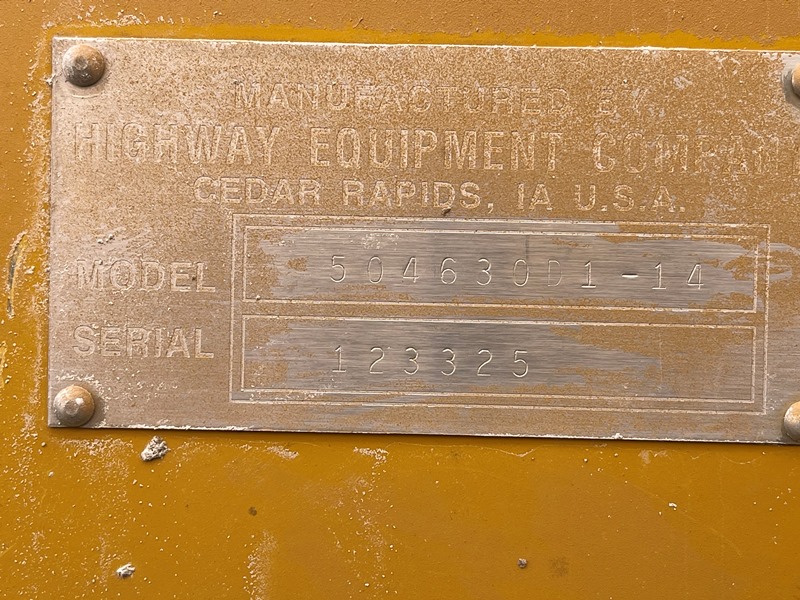 MANUFACTURED BY
HIGHWAY EQUIPMENT COMPANY
CEDAR RAPIDS, IA U.S.A.
MODEL 504630D1-14
SERIAL 123325